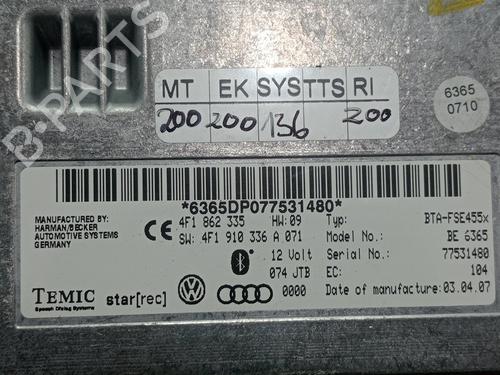 MT EK SYSTTS RI
200 200 136 200
6365
0710
B-PARTS
*6365DP077531480*
MANUFACTURED BY:
HARMAN/BECKER
AUTOMOTIVE SYSTEMS
GERMANY
CE 4F1 862 335 HW: 09 Typ: BTA-FSE455x
SW: 4F1 910 336 A 071 Model No.: BE 6365
12 Volt Serial No.: 77531480
074 JTB EC: 104
TEMIC star[rec] 0000 Date of manufacture: 03.04.07
Speech Dialog Systems